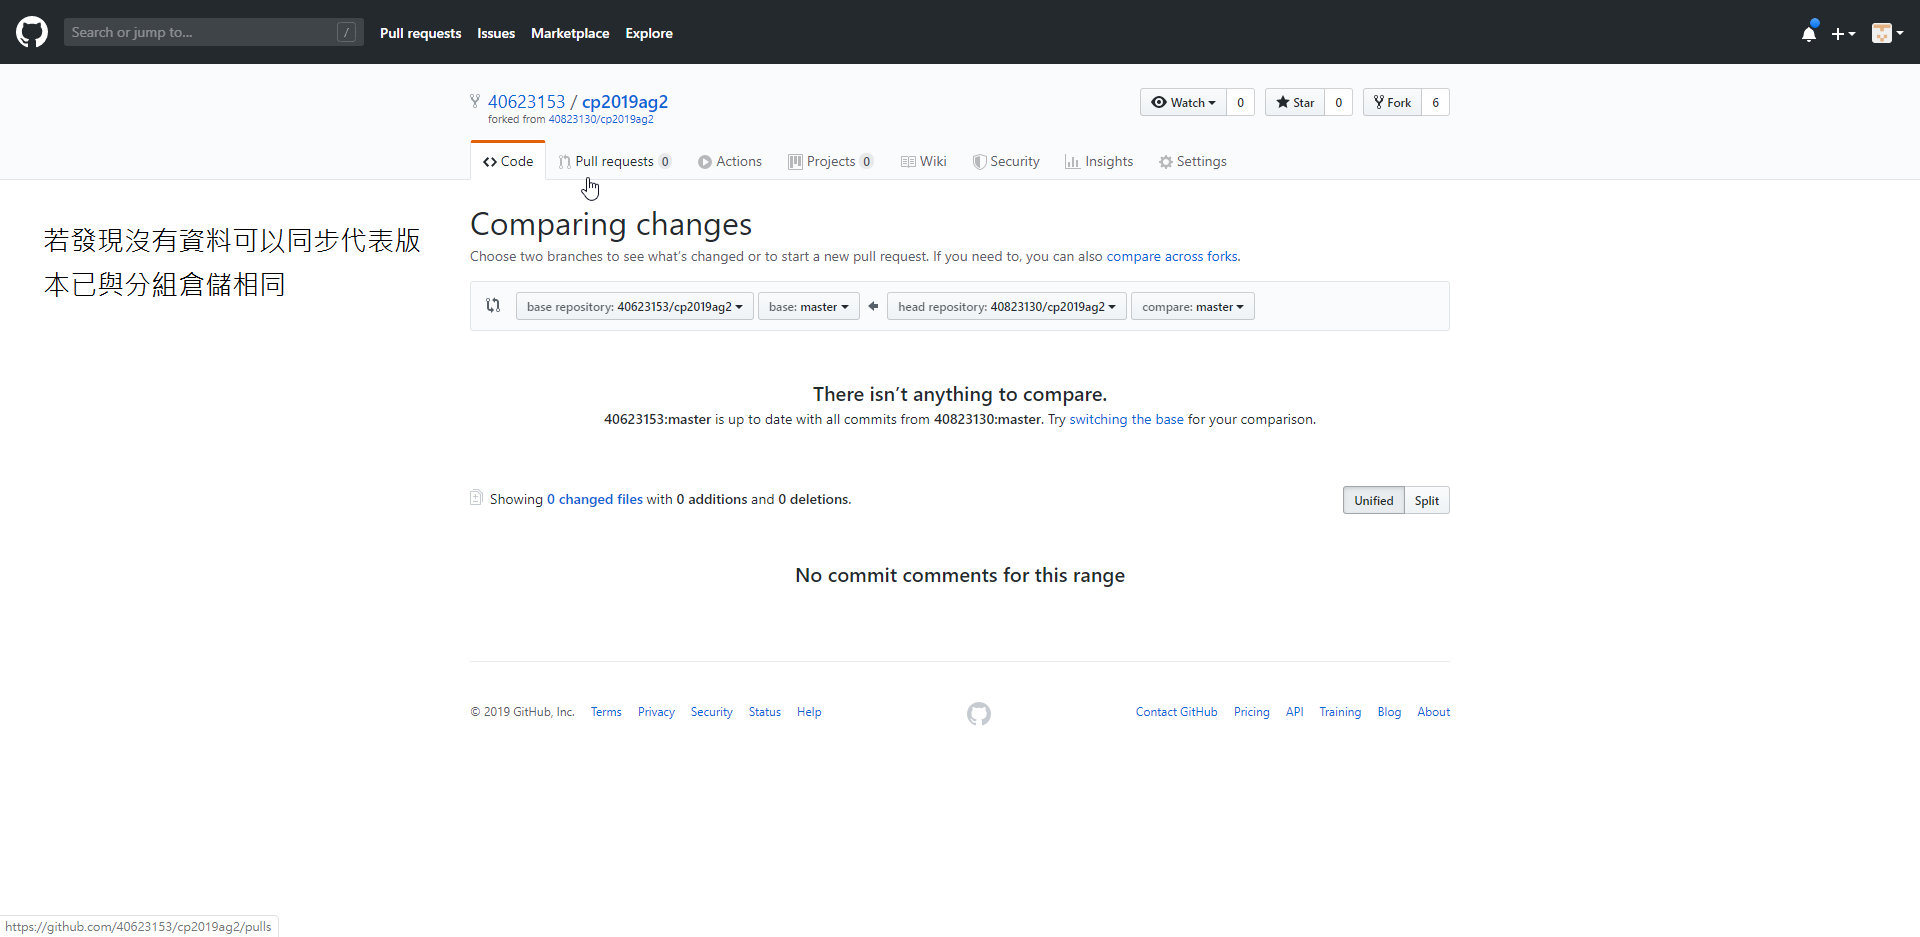 Search or jump to... /
Pull requests Issues Marketplace Explore
40623153 / cp2019ag2
forked from 40823130/cp2019ag2
Watch 0 Star 0 Fork 6
Code Pull requests 0 Actions Projects 0 Wiki Security Insights Settings
若發現沒有資料可以同步代表版
本已與分組倉儲相同
Comparing changes
Choose two branches to see what's changed or to start a new pull request. If you need to, you can also compare across forks.
base repository: 40623153/cp2019ag2 base: master head repository: 40823130/cp2019ag2 compare: master
There isn't anything to compare.
40623153:master is up to date with all commits from 40823130:master. Try switching the base for your comparison.
Showing 0 changed files with 0 additions and 0 deletions.
Unified Split
No commit comments for this range
© 2019 GitHub, Inc. Terms Privacy Security Status Help
Contact GitHub Pricing API Training Blog About
https://github.com/40623153/cp2019ag2/pulls